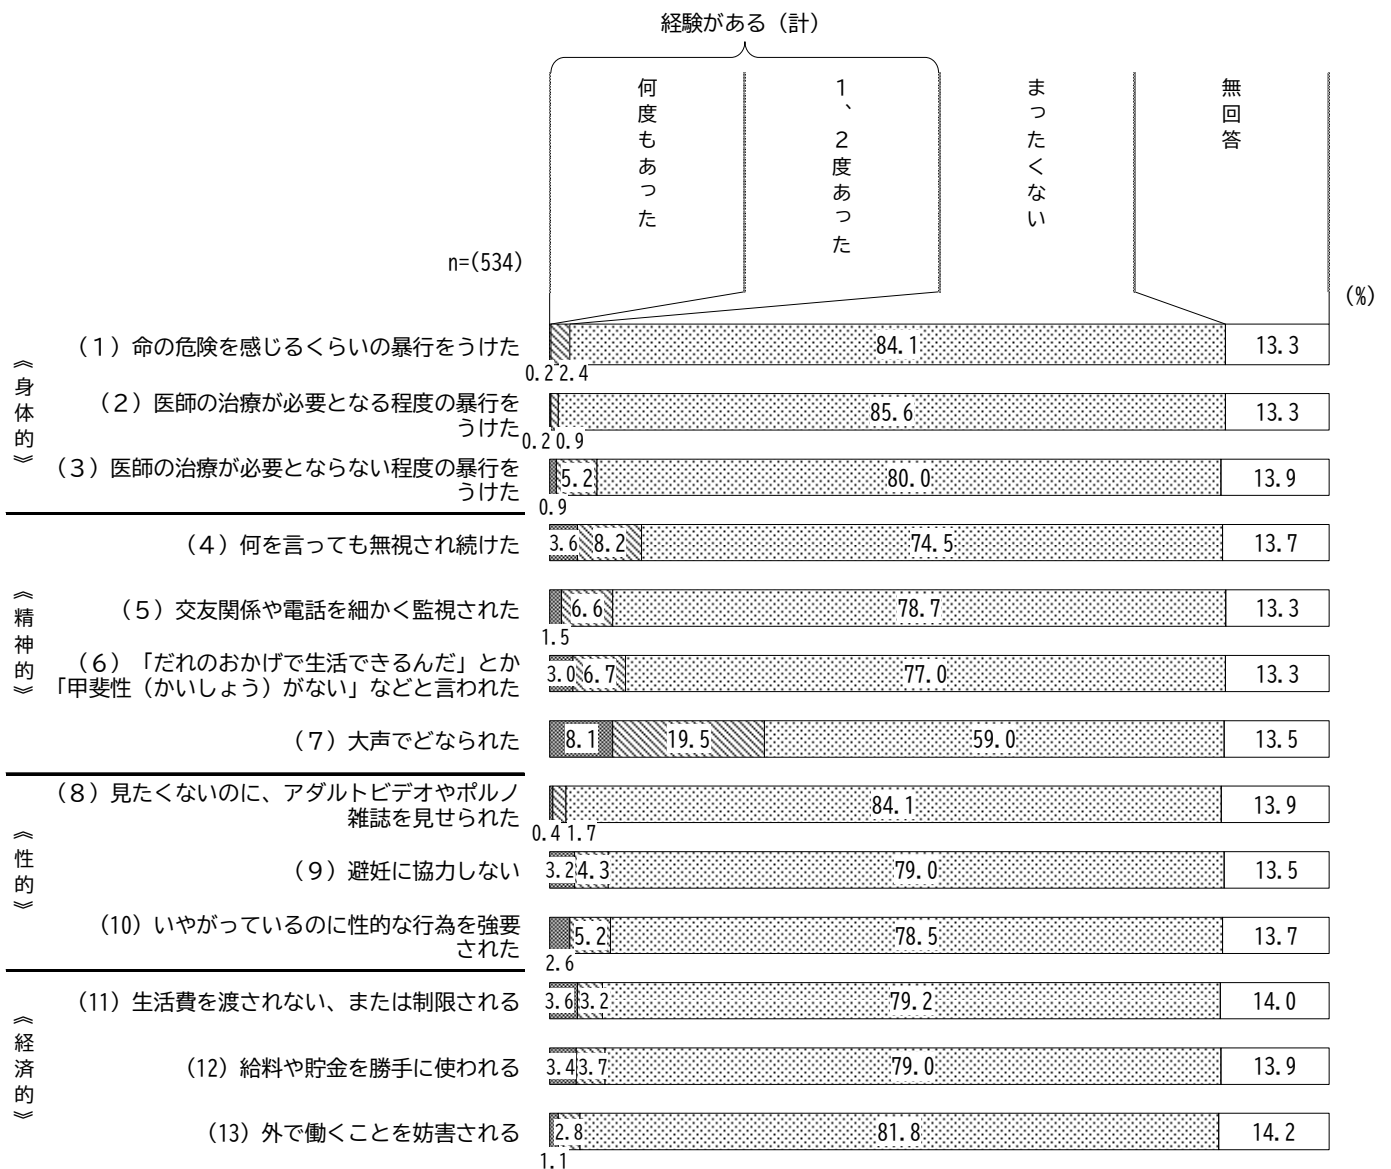 経験がある（計）
何度もあった
１、２度あった
まったくない
無回答
n=(534)
(%)
《身体的》
（１）命の危険を感じるくらいの暴行をうけた
84.1
13.3
0.2
2.4
（２）医師の治療が必要となる程度の暴行を
うけた
85.6
13.3
0.2
0.9
（３）医師の治療が必要とならない程度の暴行を
うけた
5.2
80.0
13.9
0.9
《精神的》
（４）何を言っても無視され続けた
3.6
8.2
74.5
13.7
（５）交友関係や電話を細かく監視された
6.6
78.7
13.3
1.5
（６）「だれのおかげで生活できるんだ」とか
「甲斐性（かいしょう）がない」などと言われた
3.0
6.7
77.0
13.3
（７）大声でどなられた
8.1
19.5
59.0
13.5
《性的》
（８）見たくないのに、アダルトビデオやポルノ
雑誌を見せられた
84.1
13.9
0.4
1.7
（９）避妊に協力しない
3.2
4.3
79.0
13.5
（10）いやがっているのに性的な行為を強要
された
5.2
78.5
13.7
2.6
《経済的》
（11）生活費を渡されない、または制限される
3.6
3.2
79.2
14.0
（12）給料や貯金を勝手に使われる
3.4
3.7
79.0
13.9
（13）外で働くことを妨害される
2.8
81.8
14.2
1.1